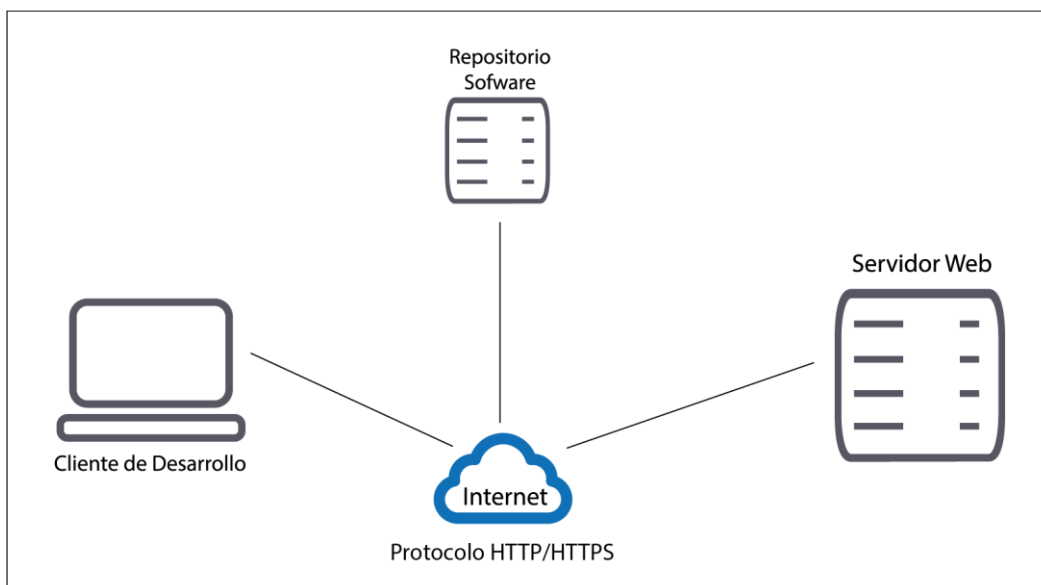 Repositorio
Sofware
Servidor Web
Cliente de Desarrollo
Internet
Protocolo HTTP/HTTPS